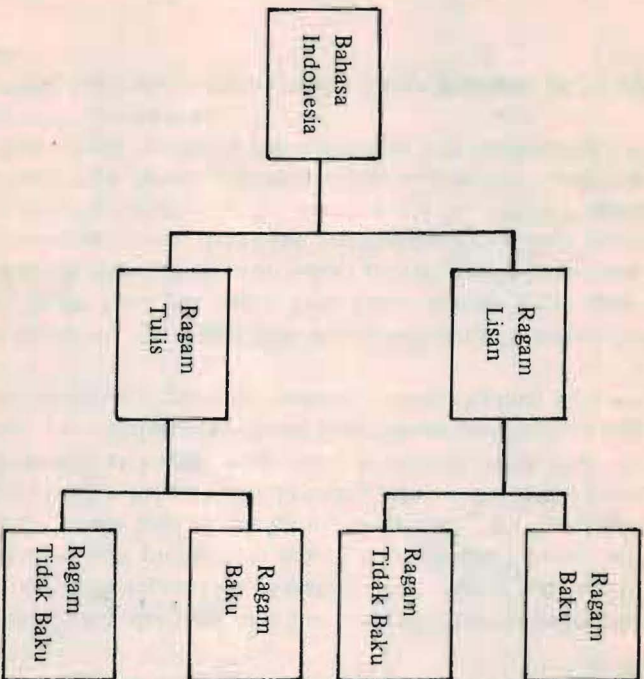 Bahasa
Indonesia
Ragam
Lisan
Ragam
Tulis
Ragam
Baku
Ragam
Tidak Baku
Ragam
Baku
Ragam
Tidak Baku